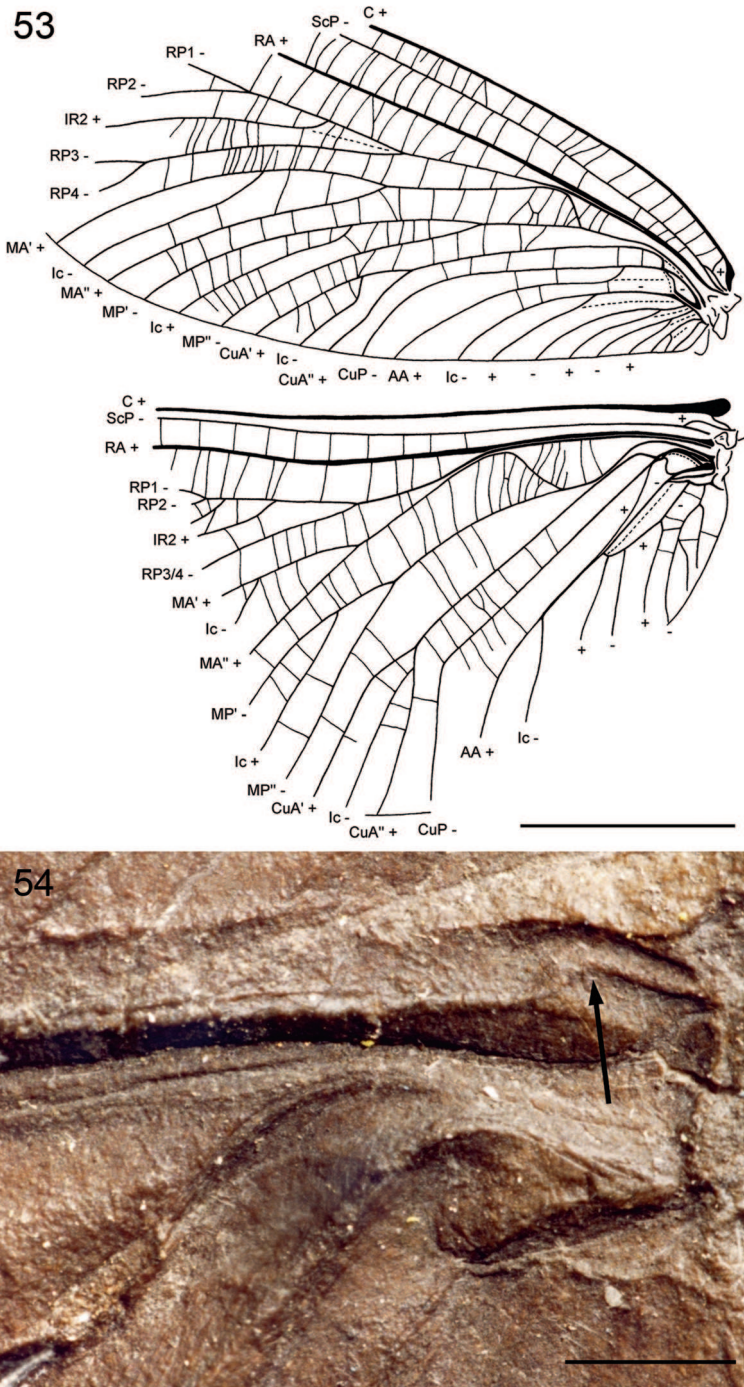 53
C +
ScP -
RA +
RP1 -
RP2 -
IR2 +
RP3 -
RP4 -
MA' +
Ic -
MA" +
MP' -
Ic +
MP" -
CuA' +
Ic -
CuA" +
CuP -
AA +
Ic -
+
-
+
-
+
+
-
-
C +
ScP -
RA +
RP1 -
RP2 -
IR2 +
RP3/4 -
MA' +
Ic -
MA" +
MP' -
Ic +
MP" -
CuA' +
Ic -
CuA" +
CuP -
AA +
Ic -
+
-
+
-
+
-
+
-
+
-
54